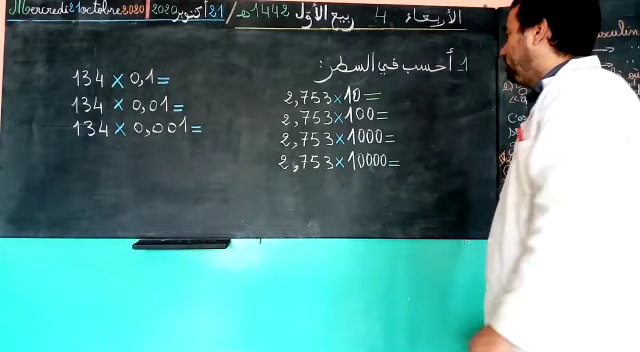 Mercredi 21 octobre 2020 | 21 أكتوبر 2020 / الأربعاء 4 ربيع الأول 1442 هـ
1 أحسب في السطر:
2,753 × 10 =
2,753 × 100 =
2,753 × 1000 =
2,753 × 10000 =
134 × 0,1 =
134 × 0,01 =
134 × 0,001 =